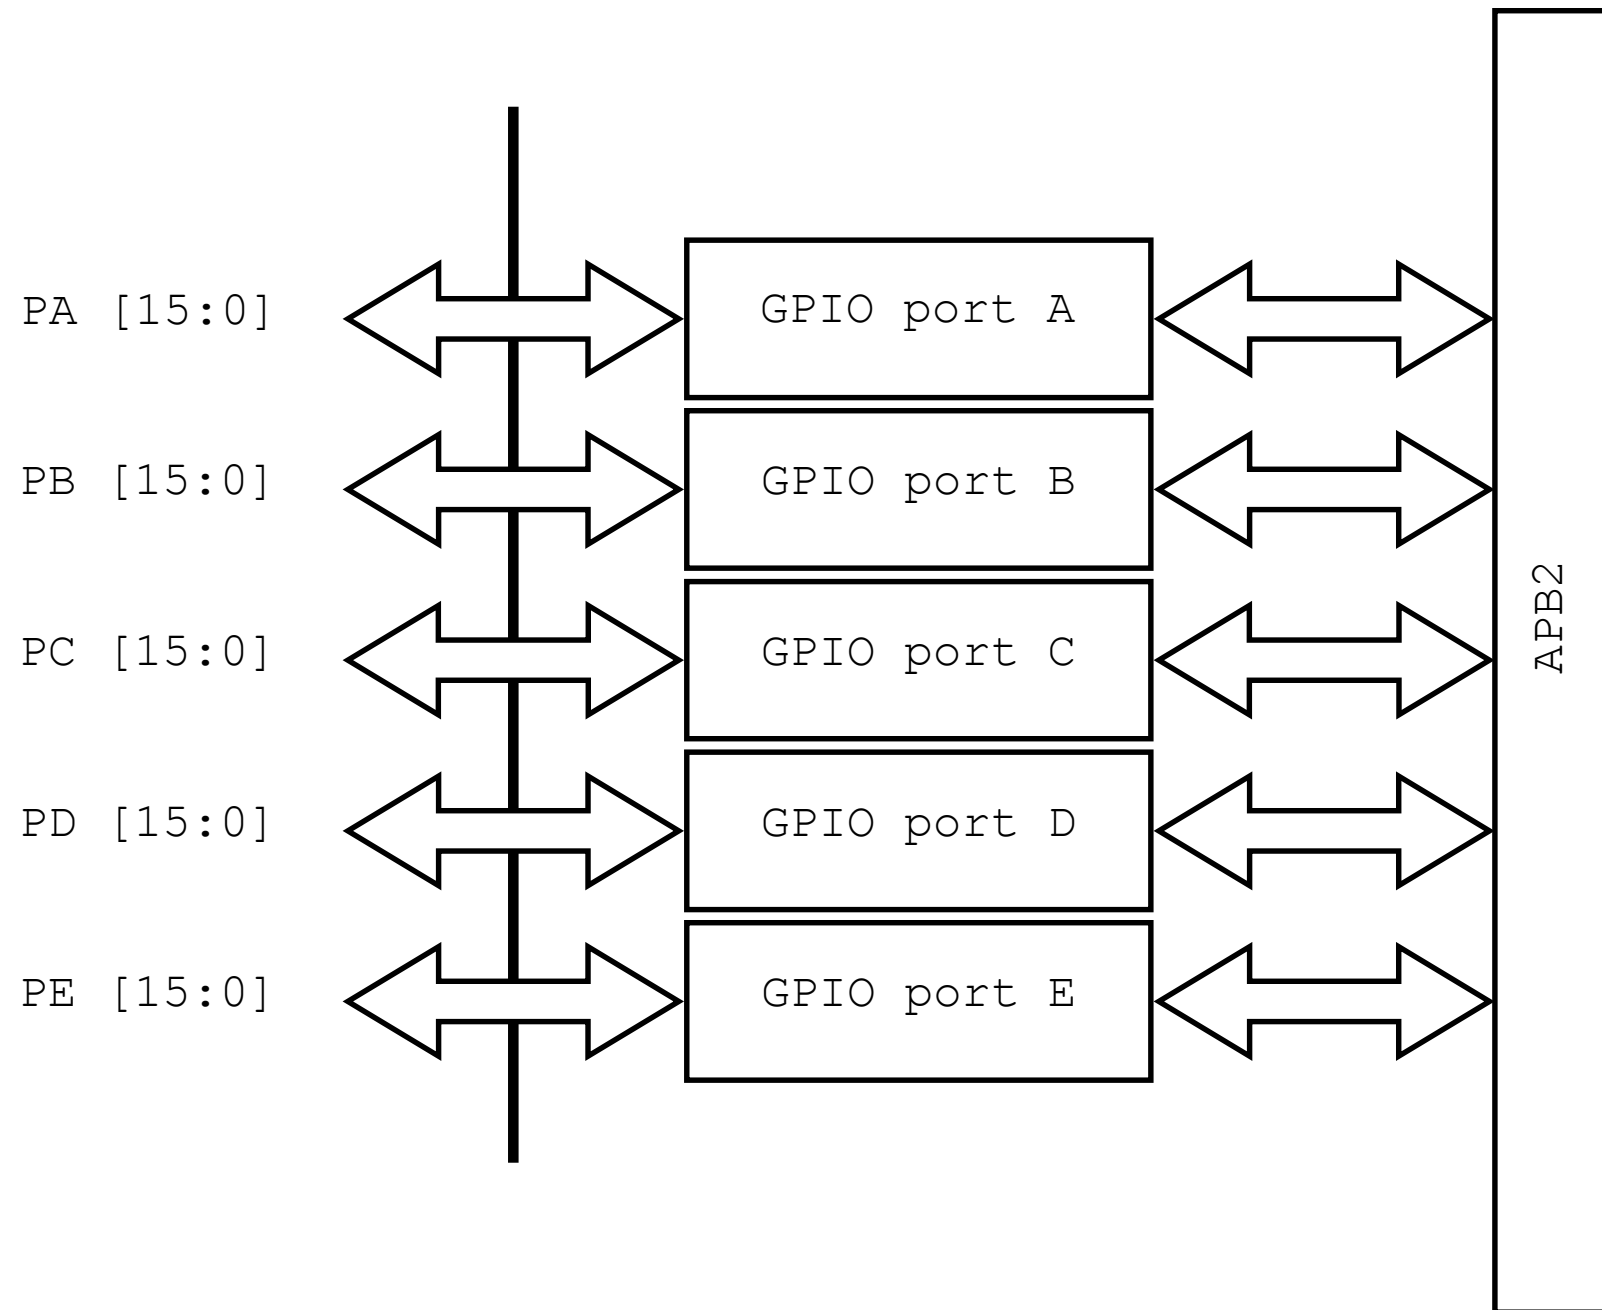 PA [15:0]
GPIO port A
PB [15:0]
GPIO port B
PC [15:0]
GPIO port C
PD [15:0]
GPIO port D
PE [15:0]
GPIO port E
APB2